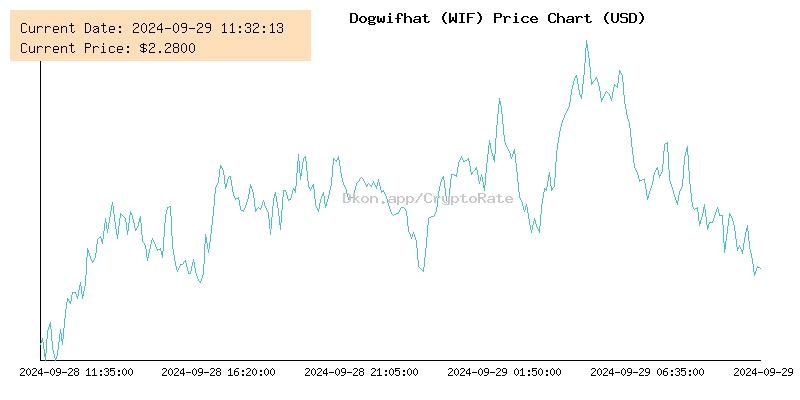 Dogwifhat (WIF) Price Chart (USD)
Current Date: 2024-09-29 11:32:13
Current Price: $2.2800
Dkon.app/CryptoRate
2024-09-28 11:35:00 2024-09-28 16:20:00 2024-09-28 21:05:00 2024-09-29 01:50:00 2024-09-29 06:35:00 2024-09-29